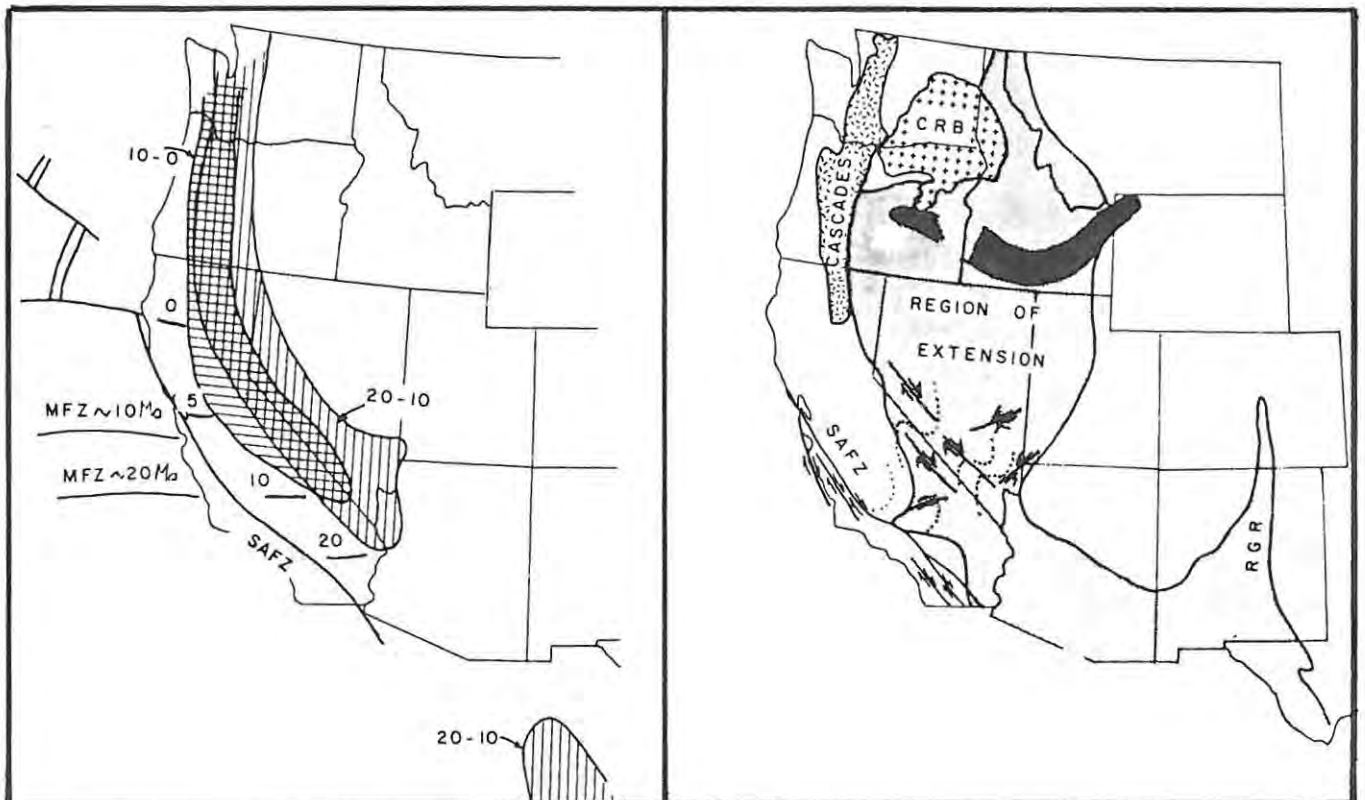 10-0
0
5
MFZ~10Ma
20-10
MFZ~20Ma
10
20
SAFZ
20-10
CRB
CASCADES
REGION OF
EXTENSION
SAFZ
RGR